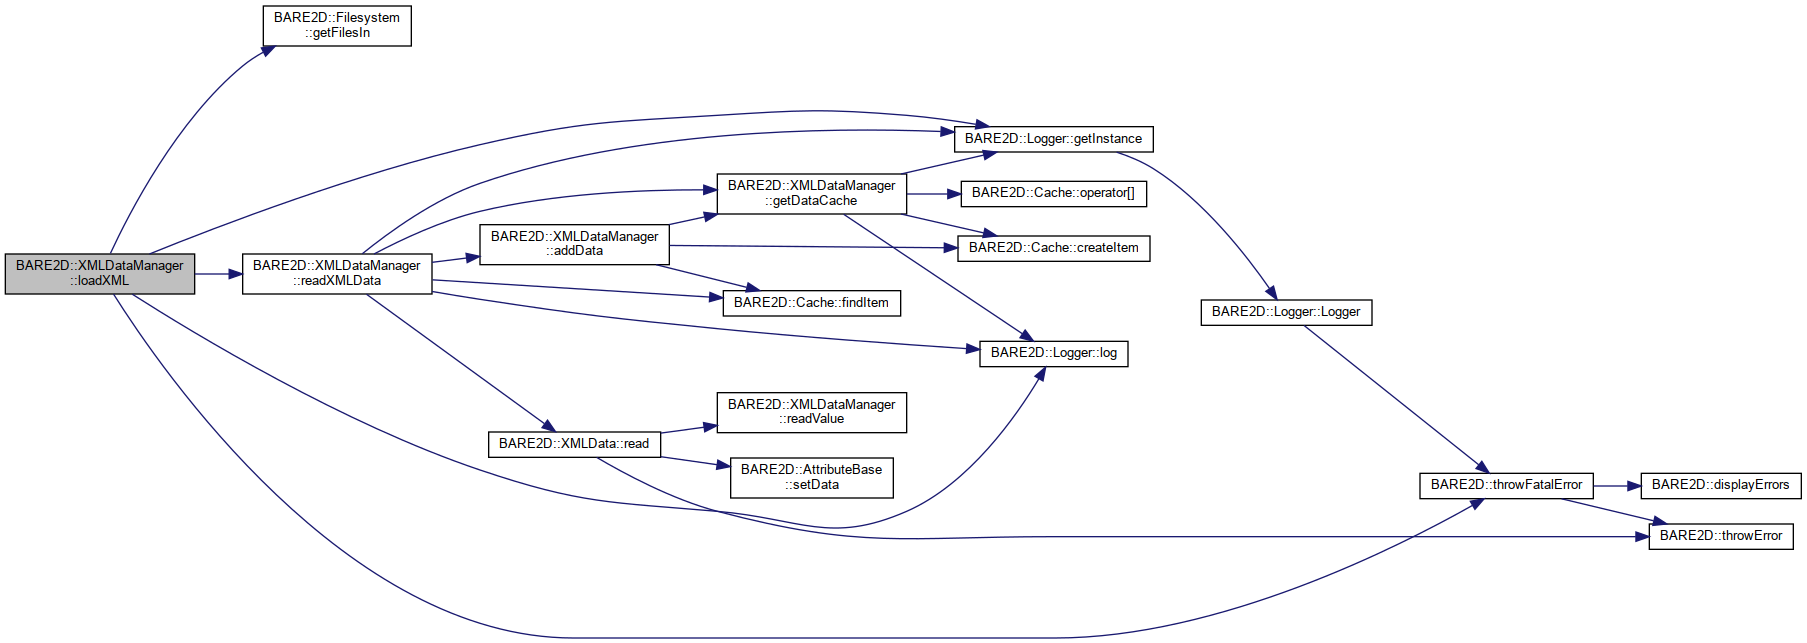 BARE2D::Filesystem
::getFilesIn
BARE2D::Logger::getInstance
BARE2D::XMLDataManager
::getDataCache
BARE2D::Cache::operator[]
BARE2D::XMLDataManager
::addData
BARE2D::Cache::createItem
BARE2D::XMLDataManager
::loadXML
BARE2D::XMLDataManager
::readXMLData
BARE2D::Cache::findItem
BARE2D::Logger::Logger
BARE2D::Logger::log
BARE2D::XMLDataManager
::readValue
BARE2D::XMLData::read
BARE2D::AttributeBase
::setData
BARE2D::throwFatalError
BARE2D::displayErrors
BARE2D::throwError